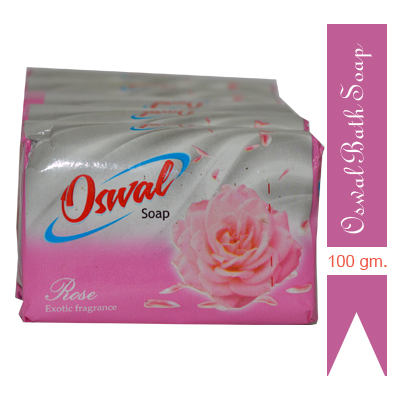 Oswal
Soap
Rose
Exotic fragrance
Oswal Bath Soap
100 gm.